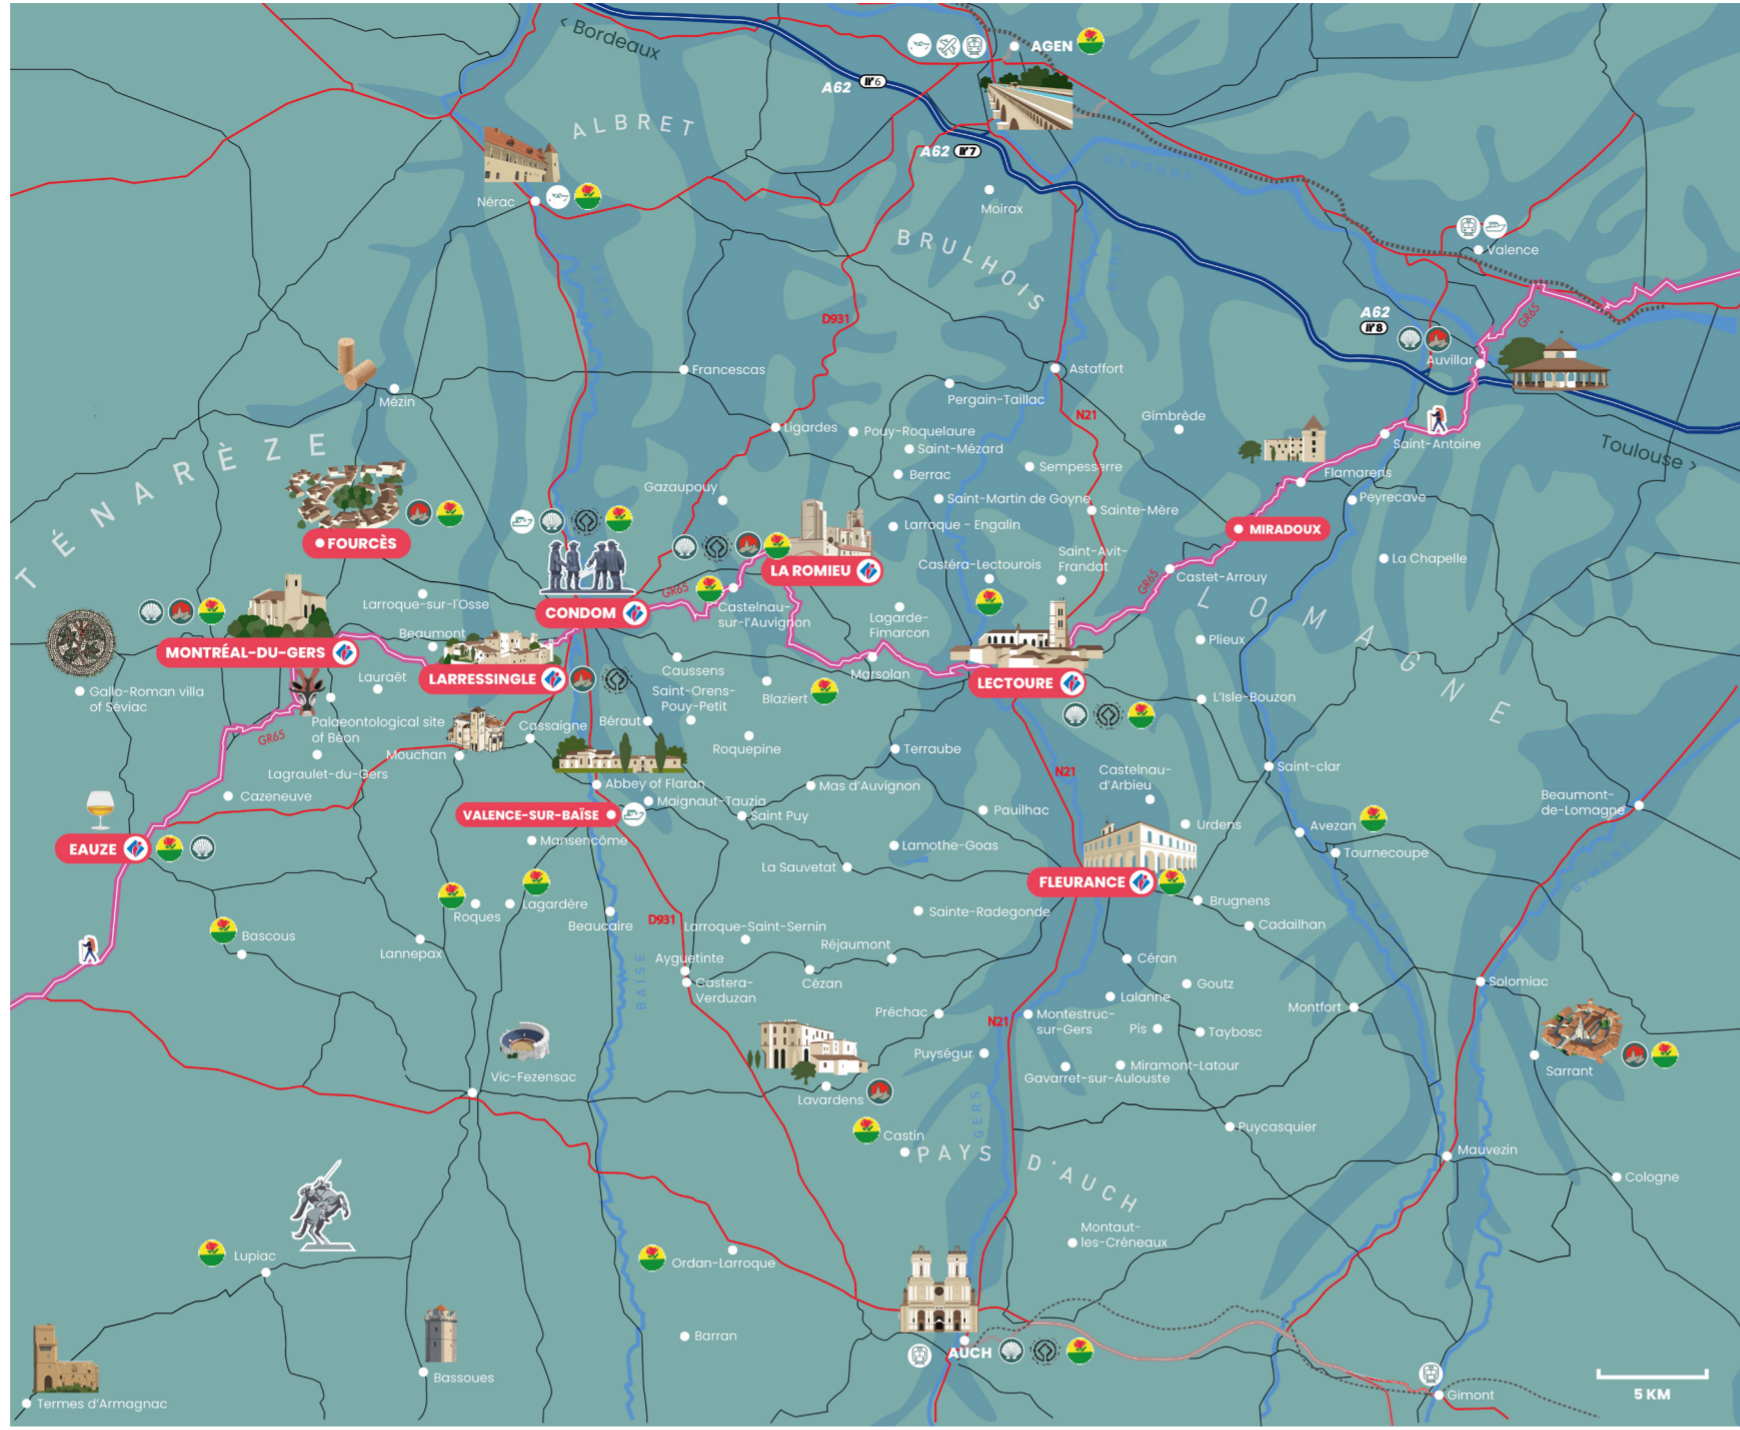 < Bordeaux
AGEN
A62
6
A62
7
ALBRET
GARONNE
Nérac
Moirax
BRULHOIS
GERS
Valence
BAÏSE
D931
A62
8
GR65
Auvillar
Francescas
Astaffort
Mézin
Pergain-Taillac
N21
Gimbrède
Ligardes
Pouy-Roquelaure
Saint-Antoine
Toulouse >
TÉNARÈZE
Saint-Mézard
Sempesserre
Flamarens
Berrac
Gazaupouy
Saint-Martin de Goyne
Peyrecave
Sainte-Mère
Larroque - Engalin
MIRADOUX
FOURCÈS
Saint-Avit-
Frandat
La Chapelle
LA ROMIEU
Castéra-Lectourois
Castet-Arrouy
GR65
GR65
LOMAGNE
Larroque-sur-l'Osse
CONDOM
Castelnau-
sur-l'Auvignon
Lagarde-
Fimarcon
Beaumont
Plieux
MONTRÉAL-DU-GERS
LARRESSINGLE
Caussens
Marsolan
LECTOURE
Lauraët
Gallo-Roman villa
of Séviac
Saint-Orens-
Pouy-Petit
Blaziert
L'Isle-Bouzon
Palaeontological site
of Béon
Cassaigne
Béraut
GR65
Mouchan
Roquepine
Terraube
Lagraulet-du-Gers
N21
Castelnau-
d'Arbieu
Saint-clar
Abbey of Flaran
Mas d'Auvignon
Cazeneuve
Maignaut-Tauzia
Beaumont-
de-Lomagne
VALENCE-SUR-BAÏSE
Saint Puy
Pauilhac
Urdens
Avezan
Mansencôme
EAUZE
Lamothe-Goas
Tournecoupe
La Sauvetat
FLEURANCE
Roques
Lagardère
Brugnens
Sainte-Radegonde
D931
Beaucaire
Larroque-Saint-Sernin
Cadailhan
Bascous
Lannepax
Réjaumont
Ayguetinte
Céran
BAÏSE
Castera-
Verduzan
Cézan
Goutz
Solomiac
Lalanne
Montfort
Préchac
N21
Montestruc-
sur-Gers
Pis
Taybosc
Puységur
Miramont-Latour
Sarrant
Gavarret-sur-Aulouste
Vic-Fezensac
Lavardens
GERS
Castin
Puycasquier
PAYS D'AUCH
Mauvezin
Cologne
Montaut-
les-Créneaux
Lupiac
Ordan-Larroque
Barran
AUCH
Bassoues
Gimont
5 KM
Termes d'Armagnac